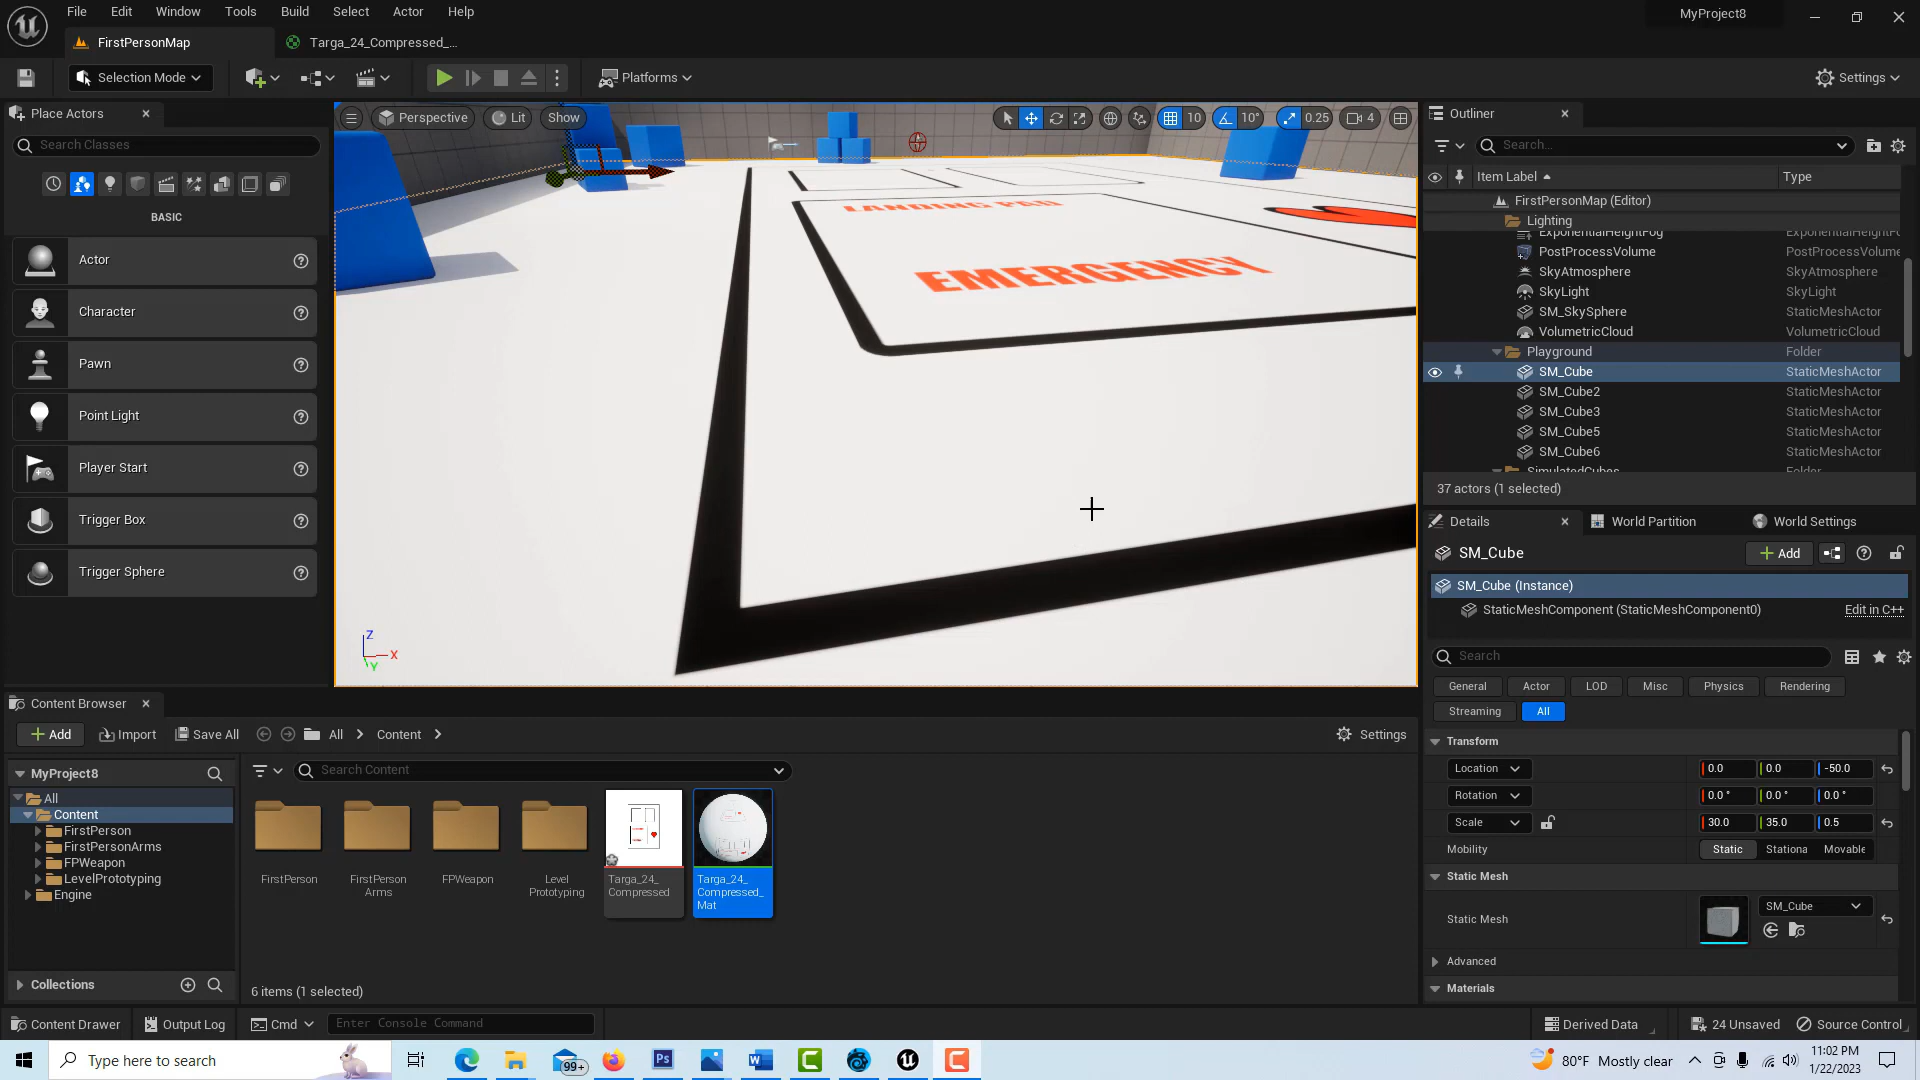 File Edit Window Tools Build Select Actor Help
MyProject8
FirstPersonMap
Targa_24_Compressed_...
Selection Mode
Platforms
Settings
Place Actors
Search Classes
BASIC
Actor
Character
Pawn
Point Light
Player Start
Trigger Box
Trigger Sphere
Perspective
Lit
Show
10
10°
0.25
4
LANDING PAD
EMERGENCY
Z
X
Y
Outliner
Search...
Item Label
Type
FirstPersonMap (Editor)
Lighting
ExponentialHeightFog
PostProcessVolume PostProcessVolume
SkyAtmosphere SkyAtmosphere
SkyLight SkyLight
SM_SkySphere StaticMeshActor
VolumetricCloud VolumetricCloud
Playground Folder
SM_Cube StaticMeshActor
SM_Cube2 StaticMeshActor
SM_Cube3 StaticMeshActor
SM_Cube5 StaticMeshActor
SM_Cube6 StaticMeshActor
SimulatedCubes Folder
37 actors (1 selected)
Details
World Partition
World Settings
SM_Cube
Add
SM_Cube (Instance)
StaticMeshComponent (StaticMeshComponent0) Edit in C++
Search
General Actor LOD Misc Physics Rendering
Streaming All
Transform
Location 0.0 0.0 -50.0
Rotation 0.0 ° 0.0 ° 0.0 °
Scale 30.0 35.0 0.5
Mobility Static Stationa Movable
Static Mesh
Static Mesh SM_Cube
Advanced
Materials
Content Browser
Add
Import
Save All
All
Content
Settings
MyProject8
Search Content
All
Content
FirstPerson
FirstPersonArms
FPWeapon
LevelPrototyping
Engine
Collections
FirstPerson
FirstPerson
Arms
FPWeapon
Level
Prototyping
Targa_24_
Compressed
Targa_24_
Compressed_
Mat
6 items (1 selected)
Content Drawer
Output Log
Cmd
Enter Console Command
Derived Data
24 Unsaved
Source Control
Type here to search
99+
Ps
W
80°F Mostly clear
11:02 PM
1/22/2023